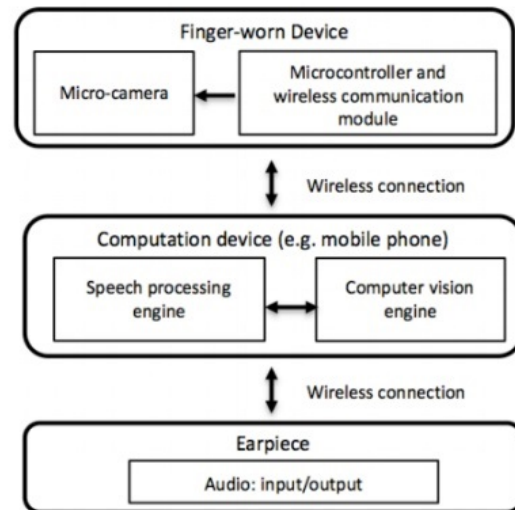 Finger-worn Device
Micro-camera
Microcontroller and
wireless communication
module
Wireless connection
Computation device (e.g. mobile phone)
Speech processing
engine
Computer vision
engine
Wireless connection
Earpiece
Audio: input/output